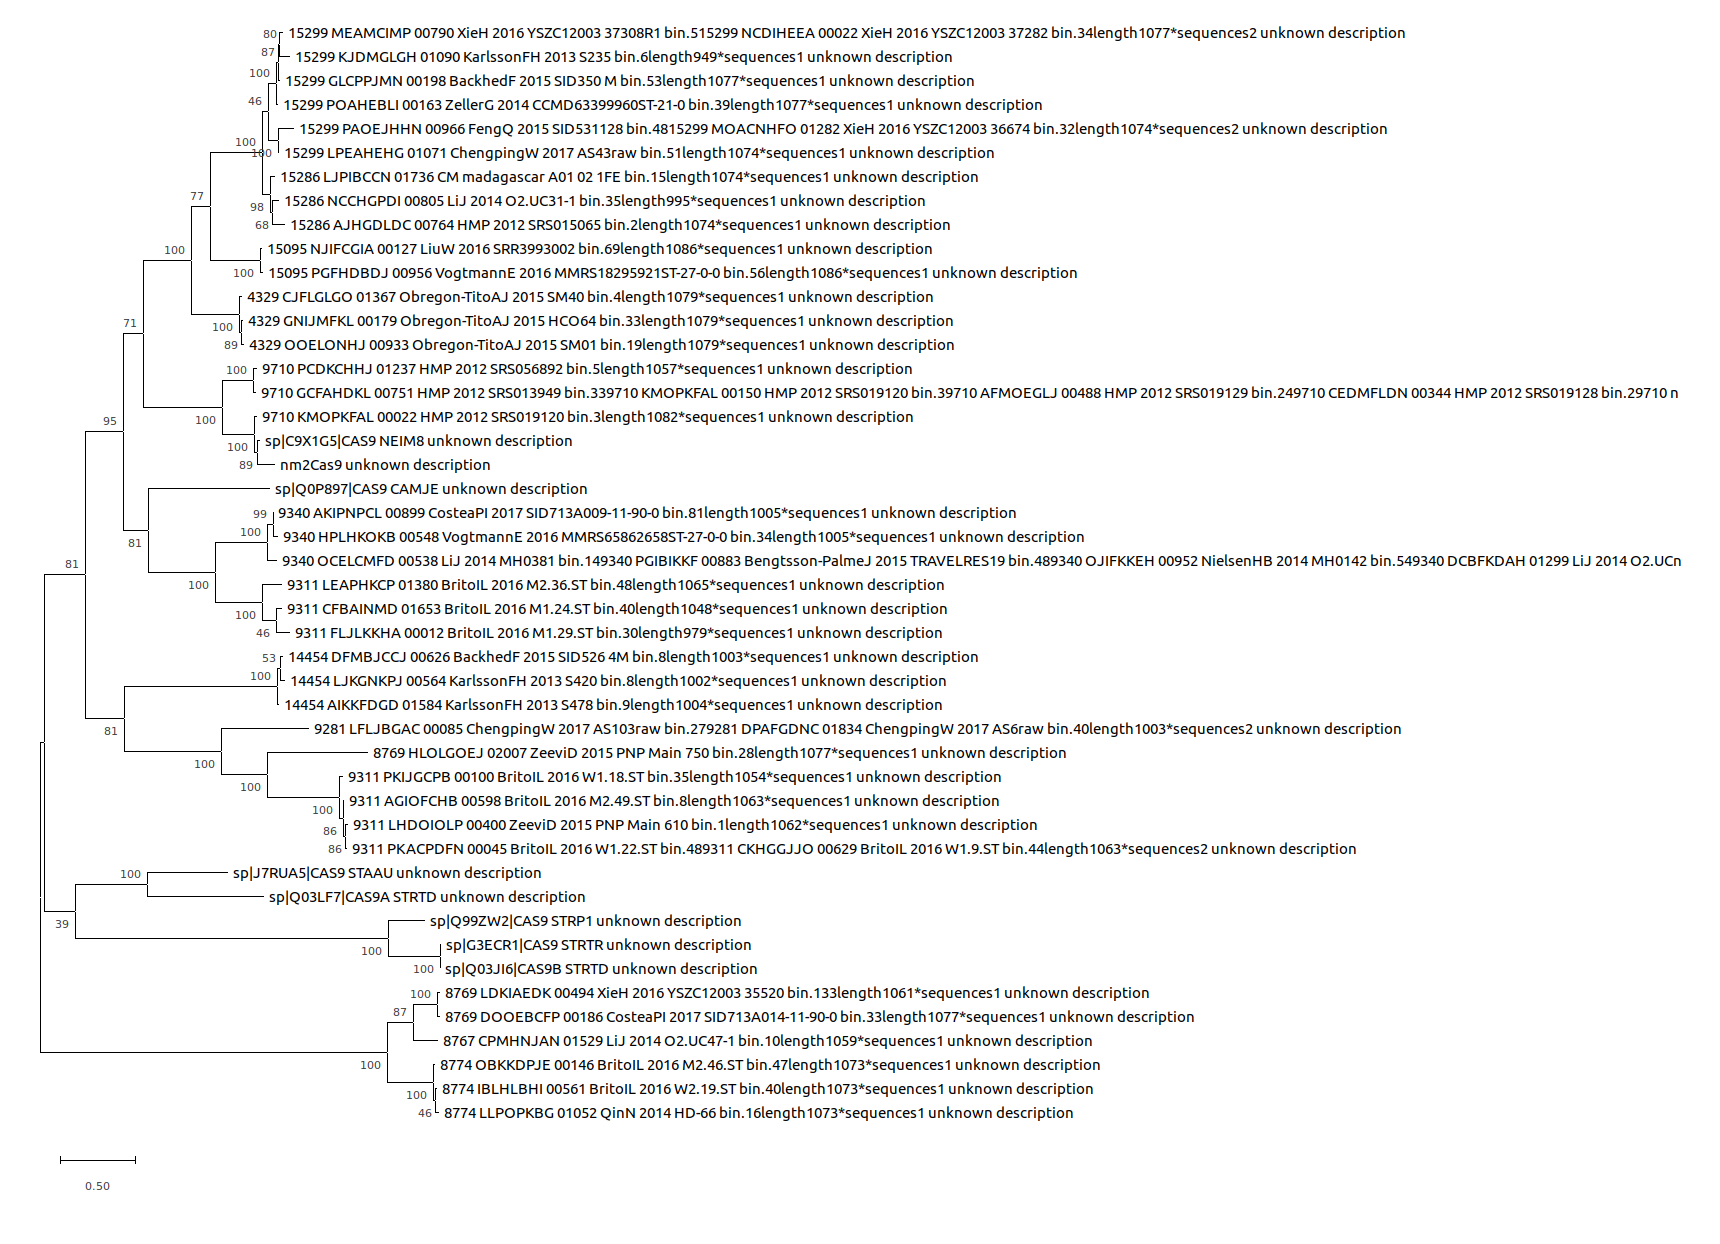 80
15299 MEAMCIMP 00790 XieH 2016 YSZC12003 37308R1 bin.515299 NCDIHEEA 00022 XieH 2016 YSZC12003 37282 bin.34length1077*sequences2 unknown description
87
15299 KJDMGLGH 01090 KarlssonFH 2013 S235 bin.6length949*sequences1 unknown description
100
15299 GLCPPJMN 00198 BackhedF 2015 SID350 M bin.53length1077*sequences1 unknown description
46
15299 POAHEBLI 00163 ZellerG 2014 CCMD63399960ST-21-0 bin.39length1077*sequences1 unknown description
15299 PAOEJHHN 00966 FengQ 2015 SID531128 bin.4815299 MOACNHFO 01282 XieH 2016 YSZC12003 36674 bin.32length1074*sequences2 unknown description
100
100
15299 LPEAHEHG 01071 ChengpingW 2017 AS43raw bin.51length1074*sequences1 unknown description
15286 LJPIBCCN 01736 CM madagascar A01 02 1FE bin.15length1074*sequences1 unknown description
77
15286 NCCHGPDI 00805 LiJ 2014 O2.UC31-1 bin.35length995*sequences1 unknown description
98
68
15286 AJHGDLDC 00764 HMP 2012 SRS015065 bin.2length1074*sequences1 unknown description
100
15095 NJIFCGIA 00127 LiuW 2016 SRR3993002 bin.69length1086*sequences1 unknown description
100
15095 PGFHDBDJ 00956 VogtmannE 2016 MMRS18295921ST-27-0-0 bin.56length1086*sequences1 unknown description
4329 CJFLGLGO 01367 Obregon-TitoAJ 2015 SM40 bin.4length1079*sequences1 unknown description
71
100
4329 GNIJMFKL 00179 Obregon-TitoAJ 2015 HCO64 bin.33length1079*sequences1 unknown description
89
4329 OOELONHJ 00933 Obregon-TitoAJ 2015 SM01 bin.19length1079*sequences1 unknown description
100
9710 PCDKCHHJ 01237 HMP 2012 SRS056892 bin.5length1057*sequences1 unknown description
9710 GCFAHDKL 00751 HMP 2012 SRS013949 bin.339710 KMOPKFAL 00150 HMP 2012 SRS019120 bin.39710 AFMOEGLJ 00488 HMP 2012 SRS019129 bin.249710 CEDMFLDN 00344 HMP 2012 SRS019128 bin.29710 n
95
100
9710 KMOPKFAL 00022 HMP 2012 SRS019120 bin.3length1082*sequences1 unknown description
100
sp|C9X1G5|CAS9 NEIM8 unknown description
89
nm2Cas9 unknown description
sp|Q0P897|CAS9 CAMJE unknown description
99
9340 AKIPNPCL 00899 CosteaPI 2017 SID713A009-11-90-0 bin.81length1005*sequences1 unknown description
100
81
9340 HPLHKOKB 00548 VogtmannE 2016 MMRS65862658ST-27-0-0 bin.34length1005*sequences1 unknown description
81
9340 OCELCMFD 00538 LiJ 2014 MH0381 bin.149340 PGIBIKKF 00883 Bengtsson-PalmeJ 2015 TRAVELRES19 bin.489340 OJIFKKEH 00952 NielsenHB 2014 MH0142 bin.549340 DCBFKDAH 01299 LiJ 2014 O2.UCn
100
9311 LEAPHKCP 01380 BritoIL 2016 M2.36.ST bin.48length1065*sequences1 unknown description
100
9311 CFBAINMD 01653 BritoIL 2016 M1.24.ST bin.40length1048*sequences1 unknown description
46
9311 FLJLKKHA 00012 BritoIL 2016 M1.29.ST bin.30length979*sequences1 unknown description
53
14454 DFMBJCCJ 00626 BackhedF 2015 SID526 4M bin.8length1003*sequences1 unknown description
100
14454 LJKGNKPJ 00564 KarlssonFH 2013 S420 bin.8length1002*sequences1 unknown description
14454 AIKKFDGD 01584 KarlssonFH 2013 S478 bin.9length1004*sequences1 unknown description
81
9281 LFLJBGAC 00085 ChengpingW 2017 AS103raw bin.279281 DPAFGDNC 01834 ChengpingW 2017 AS6raw bin.40length1003*sequences2 unknown description
100
8769 HLOLGOEJ 02007 ZeeviD 2015 PNP Main 750 bin.28length1077*sequences1 unknown description
100
9311 PKIJGCPB 00100 BritoIL 2016 W1.18.ST bin.35length1054*sequences1 unknown description
100
9311 AGIOFCHB 00598 BritoIL 2016 M2.49.ST bin.8length1063*sequences1 unknown description
86
9311 LHDOIOLP 00400 ZeeviD 2015 PNP Main 610 bin.1length1062*sequences1 unknown description
86
9311 PKACPDFN 00045 BritoIL 2016 W1.22.ST bin.489311 CKHGGJJO 00629 BritoIL 2016 W1.9.ST bin.44length1063*sequences2 unknown description
100
sp|J7RUA5|CAS9 STAAU unknown description
sp|Q03LF7|CAS9A STRTD unknown description
39
sp|Q99ZW2|CAS9 STRP1 unknown description
100
sp|G3ECR1|CAS9 STRTR unknown description
100
sp|Q03JI6|CAS9B STRTD unknown description
100
8769 LDKIAEDK 00494 XieH 2016 YSZC12003 35520 bin.133length1061*sequences1 unknown description
87
8769 DOOEBCFP 00186 CosteaPI 2017 SID713A014-11-90-0 bin.33length1077*sequences1 unknown description
8767 CPMHNJAN 01529 LiJ 2014 O2.UC47-1 bin.10length1059*sequences1 unknown description
100
8774 OBKKDPJE 00146 BritoIL 2016 M2.46.ST bin.47length1073*sequences1 unknown description
100
8774 IBLHLBHI 00561 BritoIL 2016 W2.19.ST bin.40length1073*sequences1 unknown description
46
8774 LLPOPKBG 01052 QinN 2014 HD-66 bin.16length1073*sequences1 unknown description
0.50